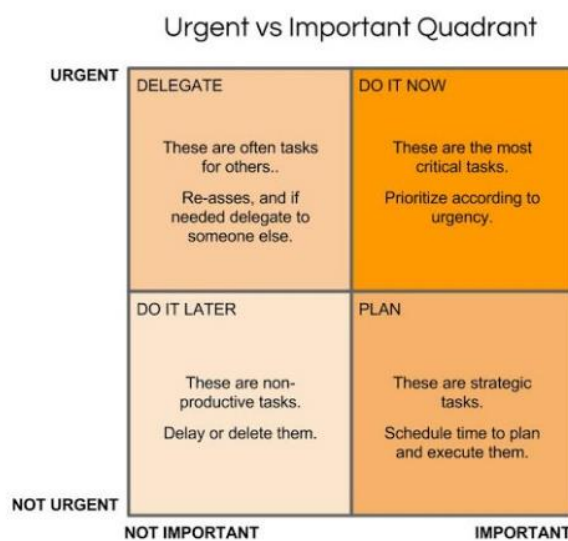 Urgent vs Important Quadrant
URGENT
DELEGATE
These are often tasks
for others..
Re-asses, and if
needed delegate to
someone else.
DO IT NOW
These are the most
critical tasks.
Prioritize according to
urgency.
DO IT LATER
These are non-
productive tasks.
Delay or delete them.
PLAN
These are strategic
tasks.
Schedule time to plan
and execute them.
NOT URGENT
NOT IMPORTANT
IMPORTANT